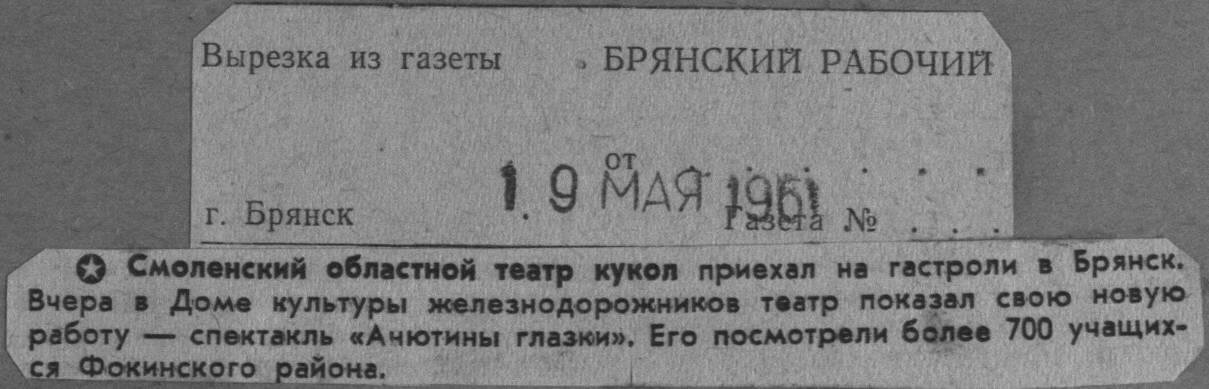 Вырезка из газеты БРЯНСКИЙ РАБОЧИЙ
от
19 МАЯ 1961
г. Брянск Газета № . . .
✪ Смоленский областной театр кукол приехал на гастроли в Брянск.
Вчера в Доме культуры железнодорожников театр показал свою новую
работу — спектакль «Анютины глазки». Его посмотрели более 700 учащих-
ся Фокинского района.